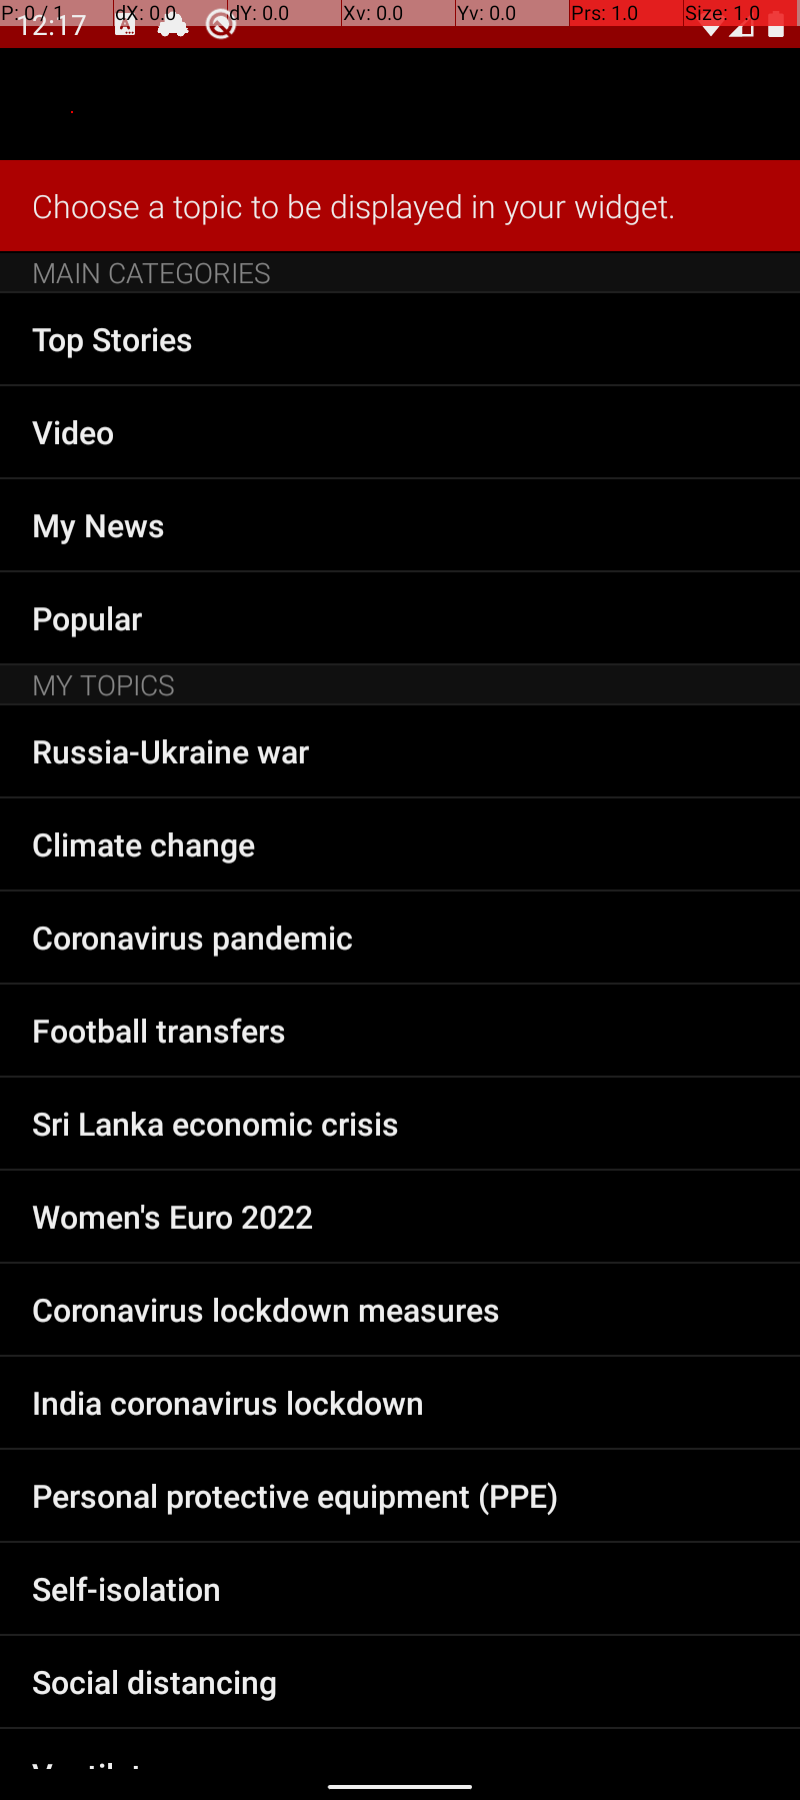 P: 0 / 1 dX: 0.0 dY: 0.0 Xv: 0.0 Yv: 0.0 Prs: 1.0 Size: 1.0
12:17
Choose a topic to be displayed in your widget.
MAIN CATEGORIES
Top Stories
Video
My News
Popular
MY TOPICS
Russia-Ukraine war
Climate change
Coronavirus pandemic
Football transfers
Sri Lanka economic crisis
Women's Euro 2022
Coronavirus lockdown measures
India coronavirus lockdown
Personal protective equipment (PPE)
Self-isolation
Social distancing